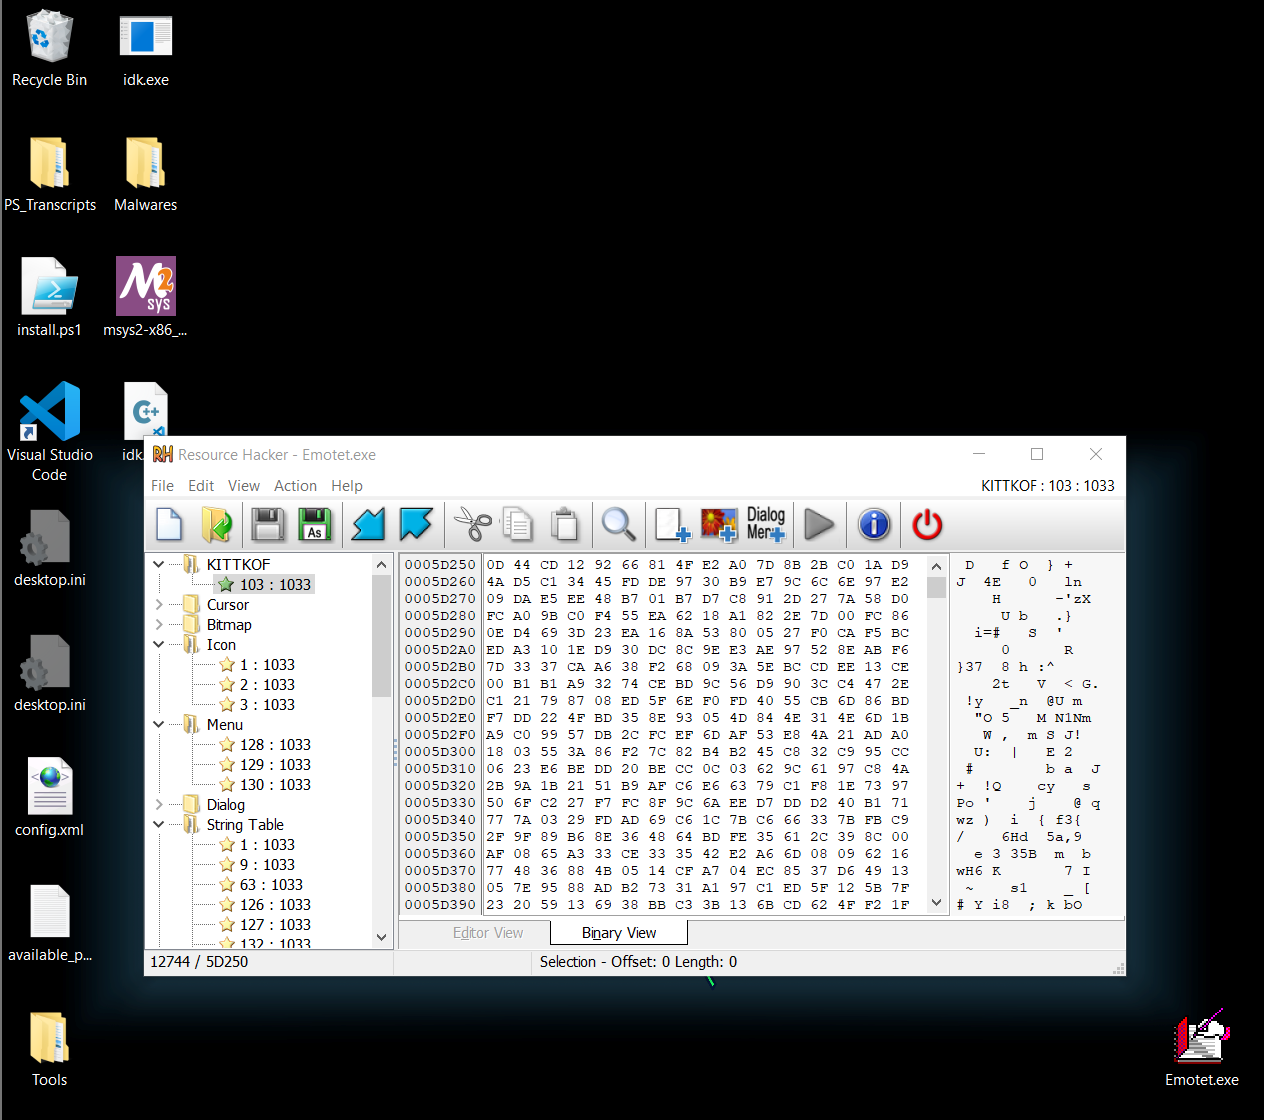 Recycle Bin
idk.exe
PS_Transcripts
Malwares
install.ps1
msys2-x86_...
Visual Studio
Code
idk.
desktop.ini
desktop.ini
config.xml
available_p...
Tools
Emotet.exe
M2
sys
C++
RH Resource Hacker - Emotet.exe
File Edit View Action Help
KITTKOF : 103 : 1033
As
Dialog
Mer+
KITTKOF
103 : 1033
Cursor
Bitmap
Icon
1 : 1033
2 : 1033
3 : 1033
Menu
128 : 1033
129 : 1033
130 : 1033
Dialog
String Table
1 : 1033
9 : 1033
63 : 1033
126 : 1033
127 : 1033
132 : 1033
0005D250 0D 44 CD 12 92 66 81 4F E2 A0 7D 8B 2B C0 1A D9 D f O } +
0005D260 4A D5 C1 34 45 FD DE 97 30 B9 E7 9C 6C 6E 97 E2 J 4E 0 ln
0005D270 09 DA E5 EE 48 B7 01 B7 D7 C8 91 2D 27 7A 58 D0 H -'zX
0005D280 FC A0 9B C0 F4 55 EA 62 18 A1 82 2E 7D 00 FC 86 U b .}
0005D290 0E D4 69 3D 23 EA 16 8A 53 80 05 27 F0 CA F5 BC i=# S '
0005D2A0 ED A3 10 1E D9 30 DC 8C 9E E3 AE 97 52 8E AB F6 0 R
0005D2B0 7D 33 37 CA A6 38 F2 68 09 3A 5E BC CD EE 13 CE }37 8 h :^
0005D2C0 00 B1 B1 A9 32 74 CE BD 9C 56 D9 90 3C C4 47 2E 2t V < G.
0005D2D0 C1 21 79 87 08 ED 5F 6E F0 FD 40 55 CB 6D 86 BD !y _n @U m
0005D2E0 F7 DD 22 4F BD 35 8E 93 05 4D 84 4E 31 4E 6D 1B "O 5 M N1Nm
0005D2F0 A9 C0 99 57 DB 2C FC EF 6D AF 53 E8 4A 21 AD A0 W , m S J!
0005D300 18 03 55 3A 86 F2 7C 82 B4 B2 45 C8 32 C9 95 CC U: | E 2
0005D310 06 23 E6 BE DD 20 BE CC 0C 03 62 9C 61 97 C8 4A # b a J
0005D320 2B 9A 1B 21 51 B9 AF C6 E6 63 79 C1 F8 1E 73 97 + !Q cy s
0005D330 50 6F C2 27 F7 FC 8F 9C 6A EE D7 DD D2 40 B1 71 Po ' j @ q
0005D340 77 7A 03 29 FD AD 69 C6 1C 7B C6 66 33 7B FB C9 wz ) i { f3{
0005D350 2F 9F 89 B6 8E 36 48 64 BD FE 35 61 2C 39 8C 00 / 6Hd 5a,9
0005D360 AF 08 65 A3 33 CE 33 35 42 E2 A6 6D 08 09 62 16 e 3 35B m b
0005D370 77 48 36 88 4B 05 14 CF A7 04 EC 85 37 D6 49 13 wH6 K 7 I
0005D380 05 7E 95 88 AD B2 73 31 A1 97 C1 ED 5F 12 5B 7F ~ s1 _ [
0005D390 23 20 59 13 69 38 BB C3 3B 13 6B CD 62 4F F2 1F # Y i8 ; k bO
Editor View Binary View
12744 / 5D250
Selection - Offset: 0 Length: 0